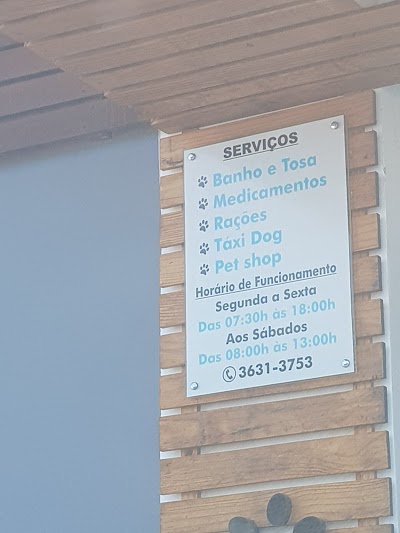 SERVIÇOS
Banho e Tosa
Medicamentos
Rações
Táxi Dog
Pet shop
Horário de Funcionamento
Segunda a Sexta
Das 07:30h às 18:00h
Aos Sábados
Das 08:00h às 13:00h
3631-3753